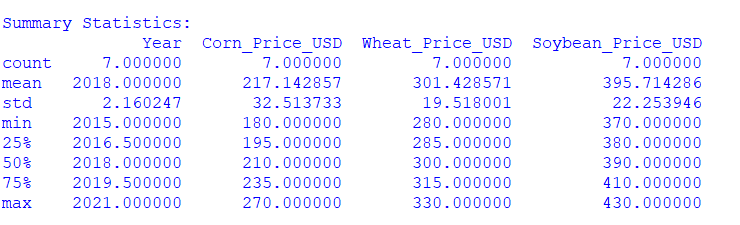 Summary Statistics:
Year Corn_Price_USD Wheat_Price_USD Soybean_Price_USD
count 7.000000 7.000000 7.000000 7.000000
mean 2018.000000 217.142857 301.428571 395.714286
std 2.160247 32.513733 19.518001 22.253946
min 2015.000000 180.000000 280.000000 370.000000
25% 2016.500000 195.000000 285.000000 380.000000
50% 2018.000000 210.000000 300.000000 390.000000
75% 2019.500000 235.000000 315.000000 410.000000
max 2021.000000 270.000000 330.000000 430.000000